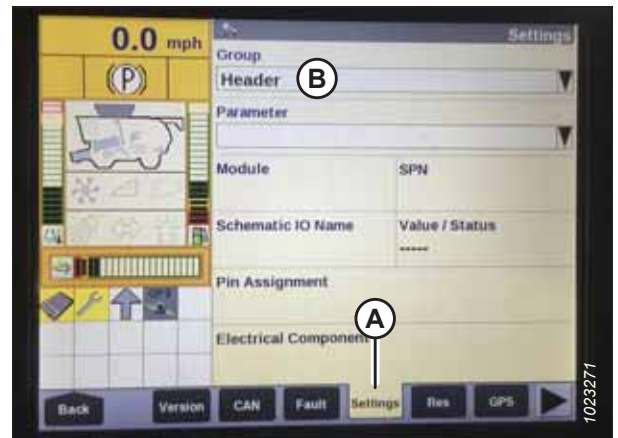 0.0 mph
Settings
Group
(P)
Header
B
Parameter
Module
SPN
Schematic IO Name
Value / Status
-----
Pin Assignment
A
Electrical Component
Back
Version
CAN
Fault
Settings
Res
GPS
1023271